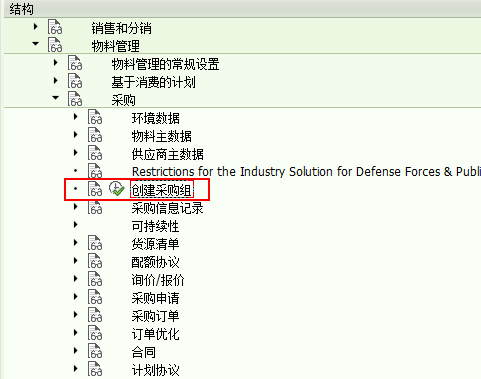 结构
销售和分销
物料管理
物料管理的常规设置
基于消费的计划
采购
环境数据
物料主数据
供应商主数据
Restrictions for the Industry Solution for Defense Forces & Publi
创建采购组
采购信息记录
可持续性
货源清单
配额协议
询价/报价
采购申请
采购订单
订单优化
合同
计划协议